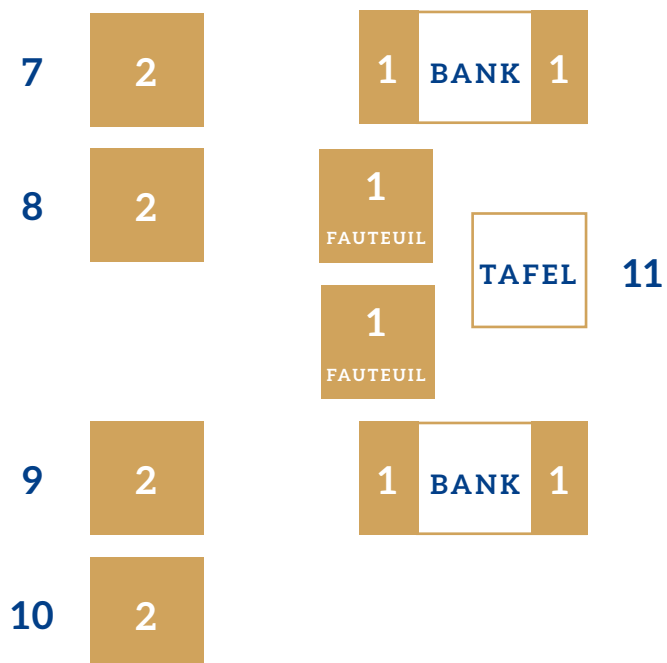 7 2 1 BANK 1
8 2 1
FAUTEUIL
TAFEL 11
1
FAUTEUIL
9 2 1 BANK 1
10 2